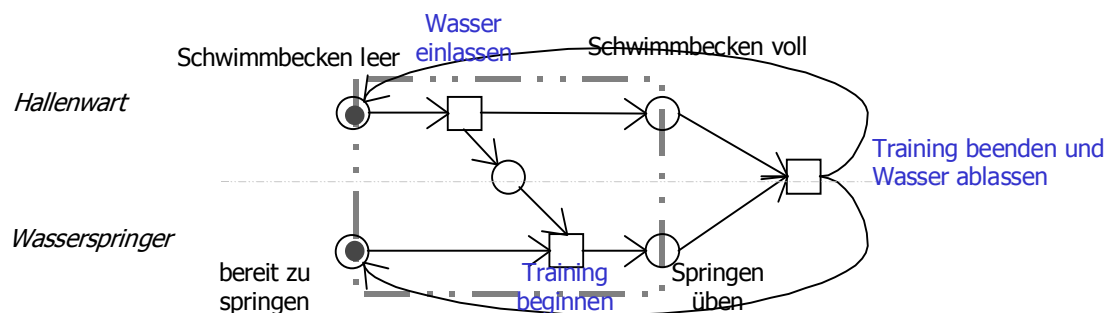 Wasser
einlassen
Schwimmbecken leer
Schwimmbecken voll
Hallenwart
Training beenden und
Wasser ablassen
Wasserspringer
bereit zu
springen
Training
beginnen
Springen
üben